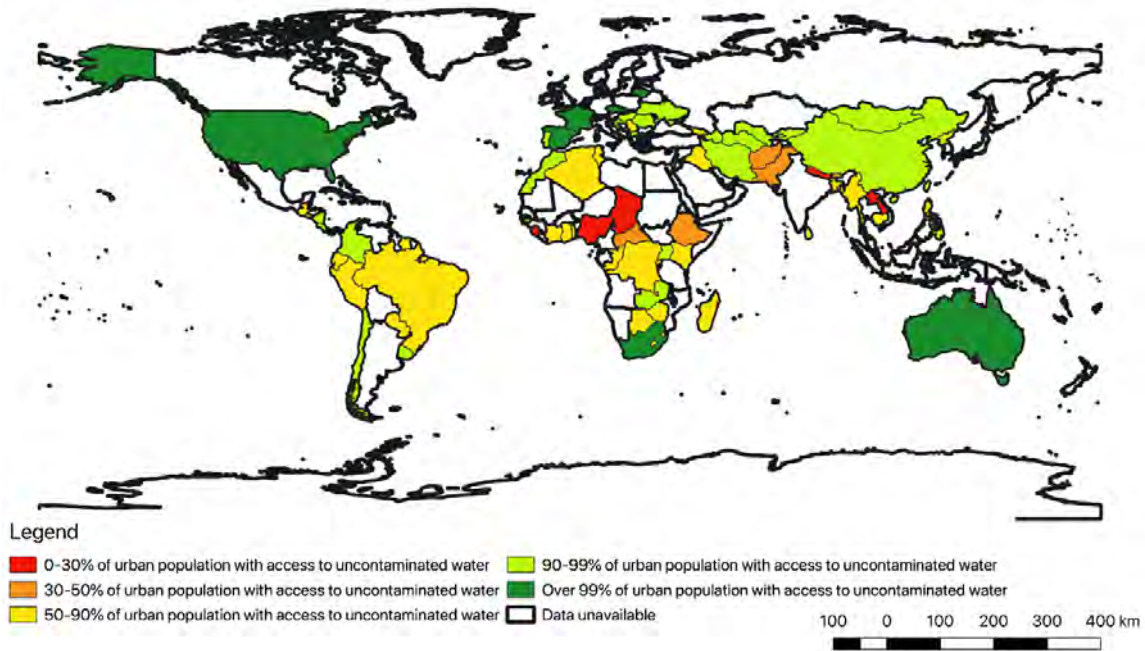 Legend
0-30% of urban population with access to uncontaminated water
90-99% of urban population with access to uncontaminated water
30-50% of urban population with access to uncontaminated water
Over 99% of urban population with access to uncontaminated water
50-90% of urban population with access to uncontaminated water
Data unavailable
100 0 100 200 300 400 km